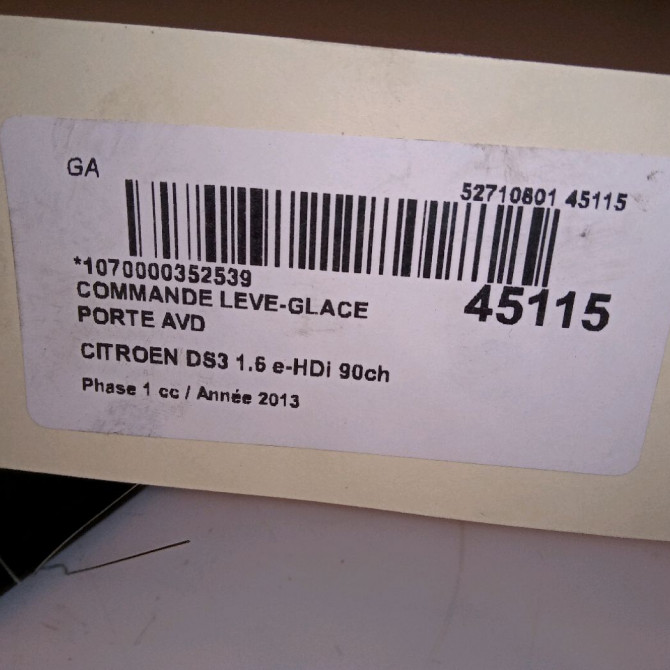 GA
52710801 45115
*1070000352539
45115
COMMANDE LEVE-GLACE
PORTE AVD
CITROEN DS3 1.6 e-HDi 90ch
Phase 1 cc / Année 2013